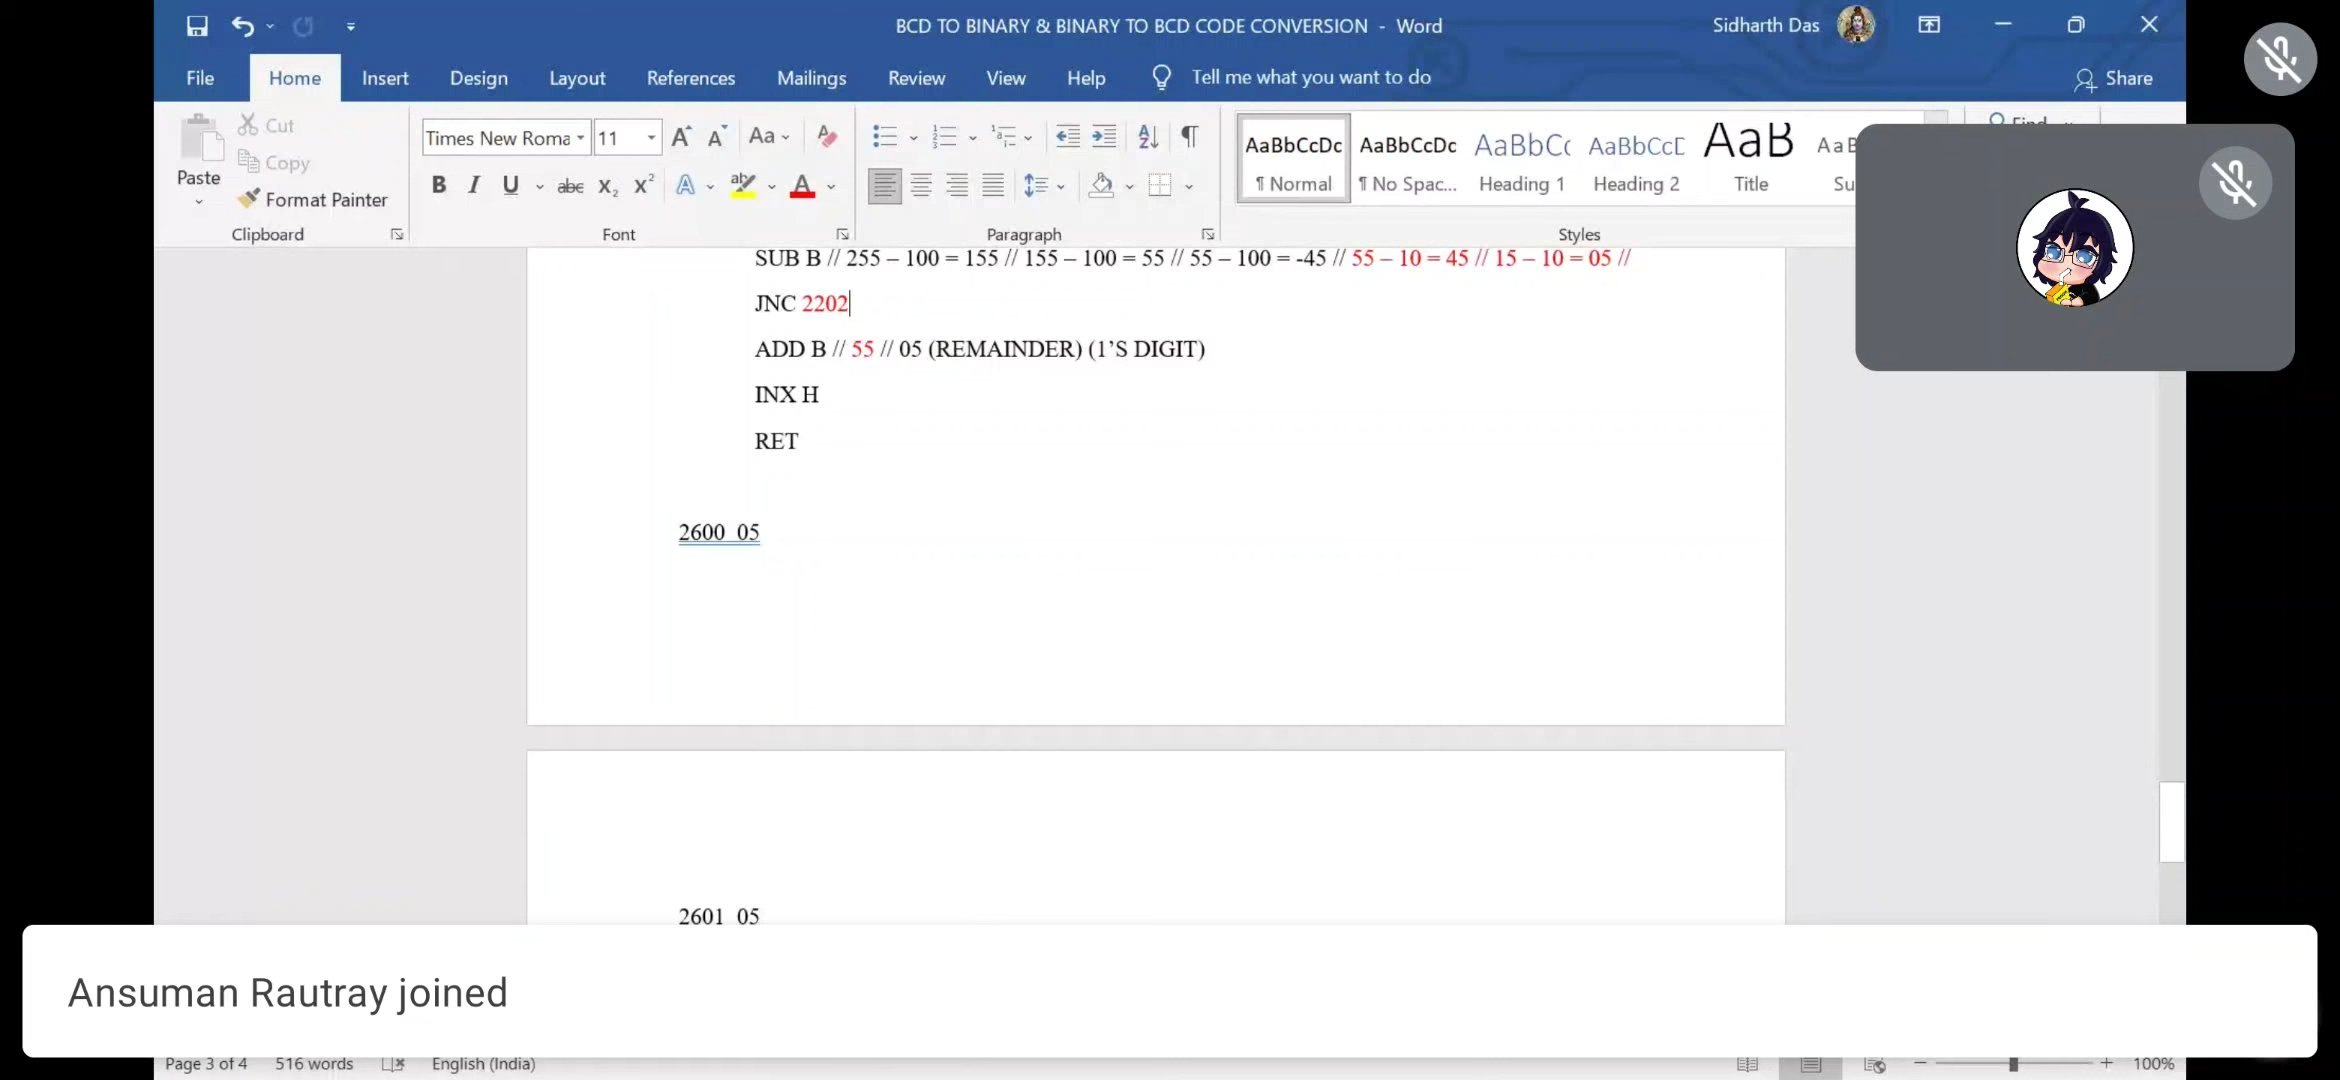 BCD TO BINARY & BINARY TO BCD CODE CONVERSION - Word
Sidharth Das
File Home Insert Design Layout References Mailings Review View Help Tell me what you want to do
Share
Paste
Cut
Copy
Format Painter
Clipboard
Times New Roma 11
Font
Paragraph
AaBbCcDc
¶ Normal
AaBbCcDc
¶ No Spac...
Heading 1
Heading 2
AaB
Title
Su
Styles
SUB B // 255 – 100 = 155 // 155 – 100 = 55 // 55 – 100 = -45 // 55 – 10 = 45 // 15 – 10 = 05 //
JNC 2202
ADD B // 55 // 05 (REMAINDER) (1’S DIGIT)
INX H
RET
2600 05
2601 05
Ansuman Rautray joined
Page 3 of 4 516 words English (India) 100%